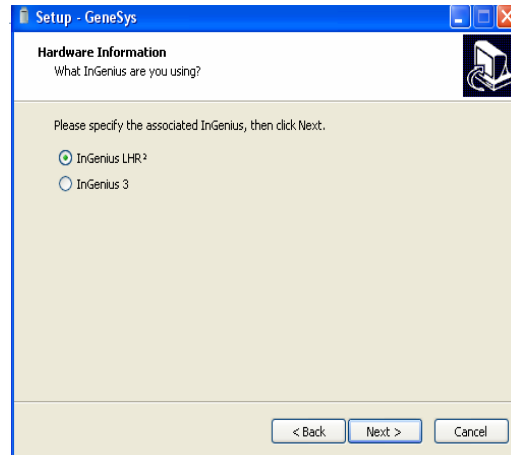 Setup - GeneSys
Hardware Information
What InGenius are you using?
Please specify the associated InGenius, then click Next.
InGenius LHR²
InGenius 3
< Back Next > Cancel